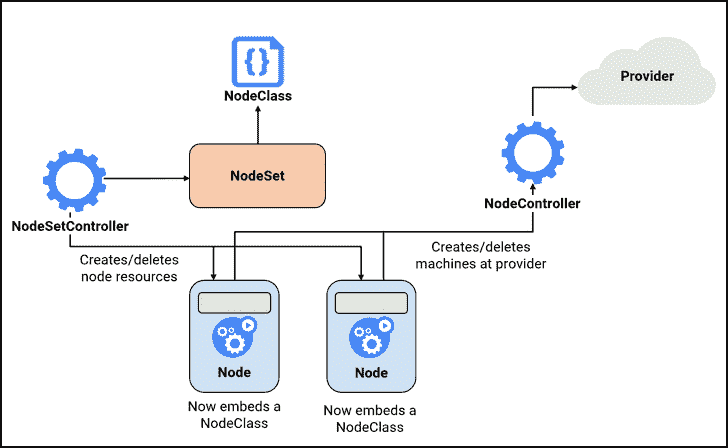 { }
NodeClass
Provider
NodeSet
NodeSetController
NodeController
Creates/deletes
node resources
Creates/deletes
machines at provider
Node
Node
Now embeds a
NodeClass
Now embeds a
NodeClass